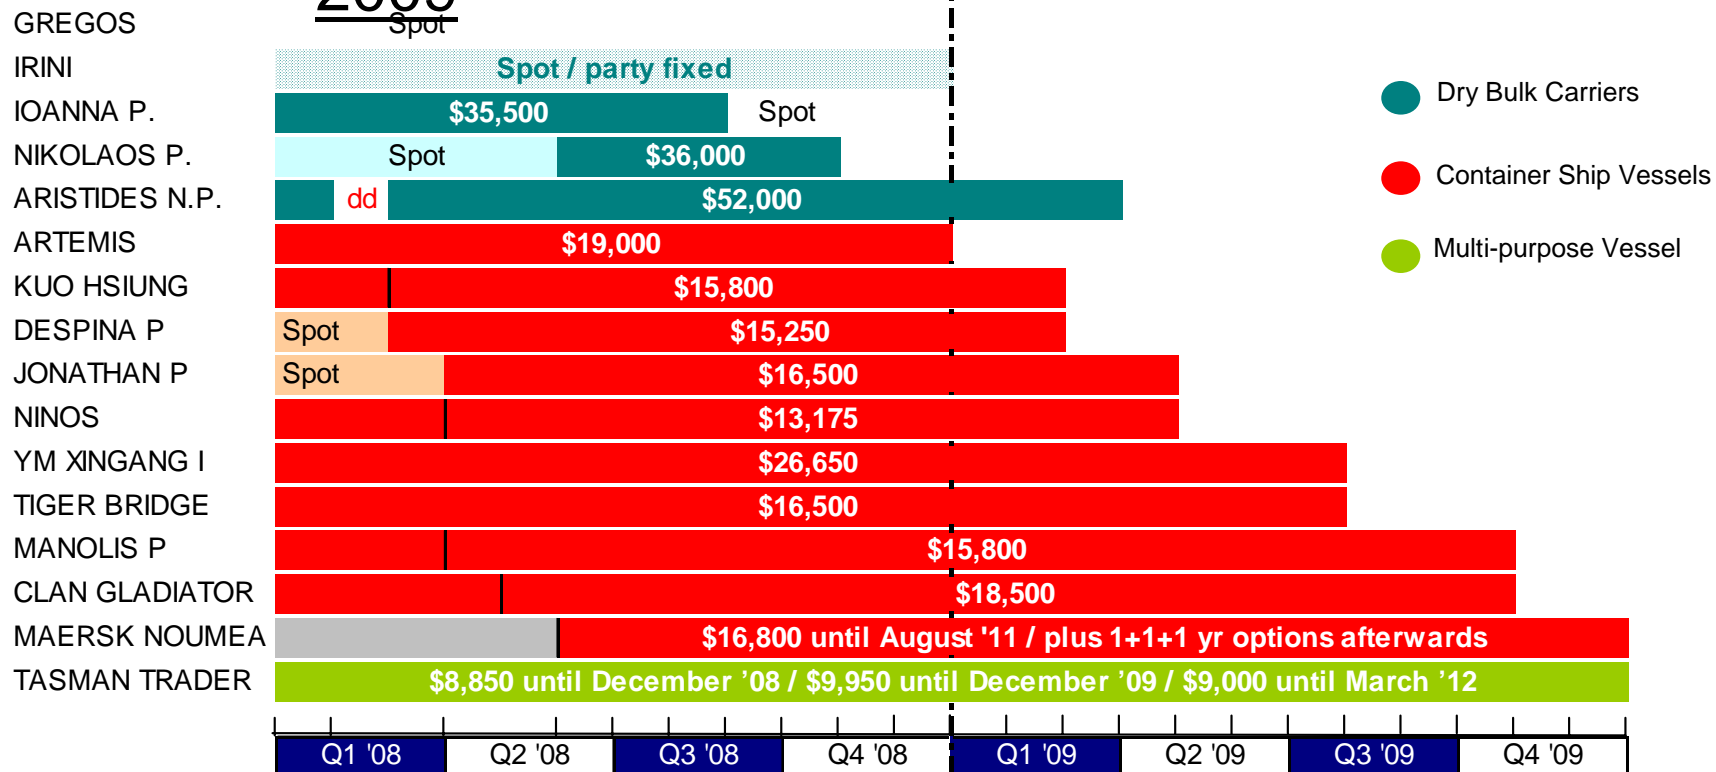 GREGOS Spot
IRINI Spot / party fixed
IOANNA P. $35,500 Spot
NIKOLAOS P. Spot $36,000
ARISTIDES N.P. dd $52,000
ARTEMIS $19,000
KUO HSIUNG $15,800
DESPINA P Spot $15,250
JONATHAN P Spot $16,500
NINOS $13,175
YM XINGANG I $26,650
TIGER BRIDGE $16,500
MANOLIS P $15,800
CLAN GLADIATOR $18,500
MAERSK NOUMEA $16,800 until August '11 / plus 1+1+1 yr options afterwards
TASMAN TRADER $8,850 until December ’08 / $9,950 until December ’09 / $9,000 until March ’12
Q1 '08 Q2 '08 Q3 '08 Q4 '08 Q1 '09 Q2 '09 Q3 '09 Q4 '09
Dry Bulk Carriers
Container Ship Vessels
Multi-purpose Vessel